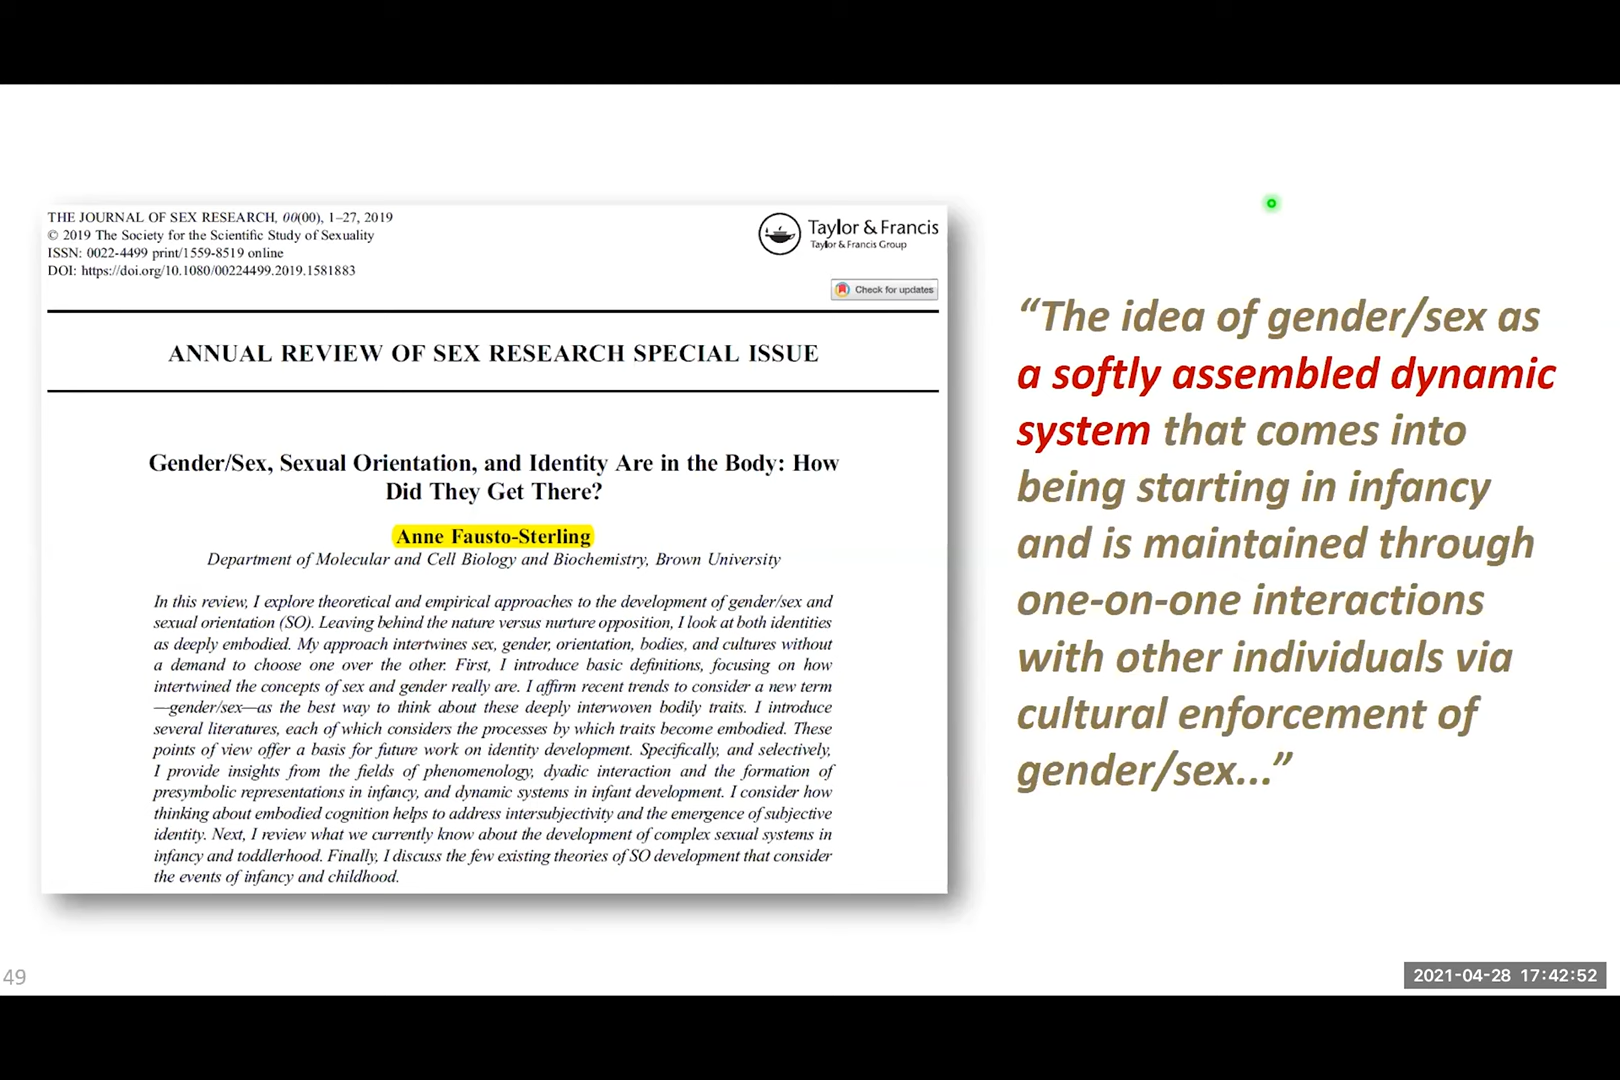 THE JOURNAL OF SEX RESEARCH, 00(00), 1–27, 2019
© 2019 The Society for the Scientific Study of Sexuality
ISSN: 0022-4499 print/1559-8519 online
DOI: https://doi.org/10.1080/00224499.2019.1581883
Taylor & Francis
Taylor & Francis Group
Check for updates
ANNUAL REVIEW OF SEX RESEARCH SPECIAL ISSUE
Gender/Sex, Sexual Orientation, and Identity Are in the Body: How
Did They Get There?
Anne Fausto-Sterling
Department of Molecular and Cell Biology and Biochemistry, Brown University
In this review, I explore theoretical and empirical approaches to the development of gender/sex and
sexual orientation (SO). Leaving behind the nature versus nurture opposition, I look at both identities
as deeply embodied. My approach intertwines sex, gender, orientation, bodies, and cultures without
a demand to choose one over the other. First, I introduce basic definitions, focusing on how
intertwined the concepts of sex and gender really are. I affirm recent trends to consider a new term
—gender/sex—as the best way to think about these deeply interwoven bodily traits. I introduce
several literatures, each of which considers the processes by which traits become embodied. These
points of view offer a basis for future work on identity development. Specifically, and selectively,
I provide insights from the fields of phenomenology, dyadic interaction and the formation of
presymbolic representations in infancy, and dynamic systems in infant development. I consider how
thinking about embodied cognition helps to address intersubjectivity and the emergence of subjective
identity. Next, I review what we currently know about the development of complex sexual systems in
infancy and toddlerhood. Finally, I discuss the few existing theories of SO development that consider
the events of infancy and childhood.
“The idea of gender/sex as
a softly assembled dynamic
system that comes into
being starting in infancy
and is maintained through
one-on-one interactions
with other individuals via
cultural enforcement of
gender/sex...”
49
2021-04-28 17:42:52